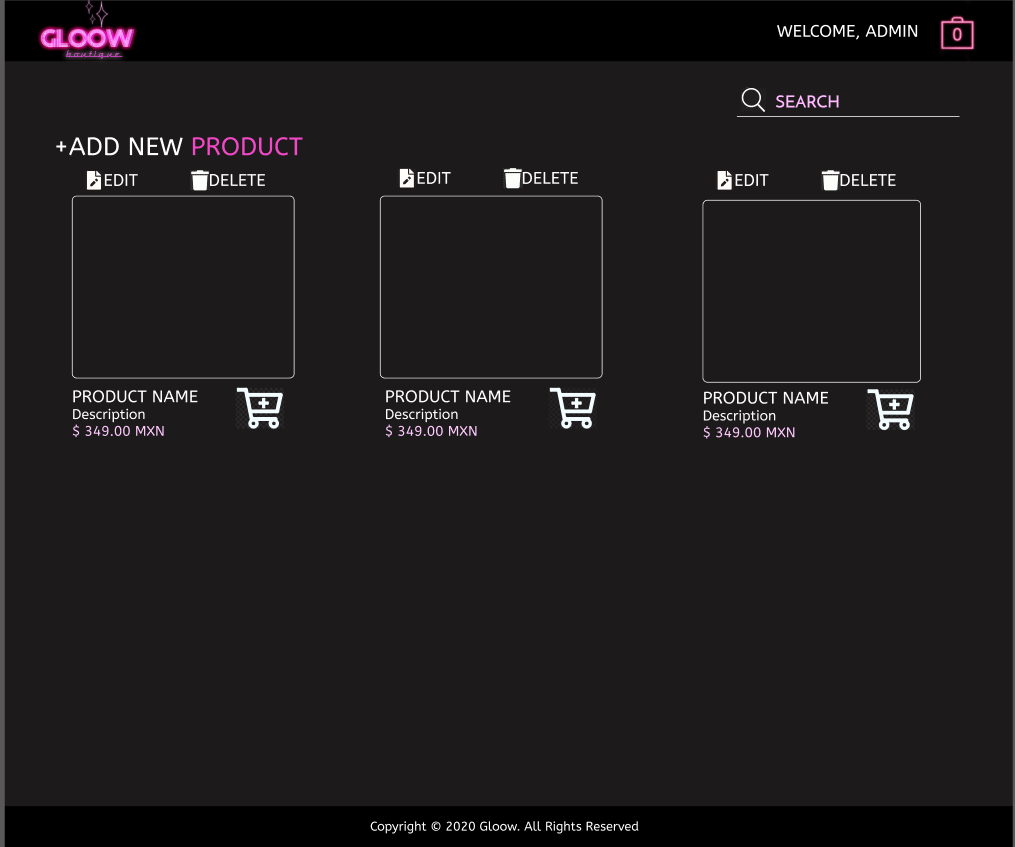 GLOOW
boutique
WELCOME, ADMIN
0
SEARCH
+ADD NEW PRODUCT
EDIT DELETE EDIT DELETE EDIT DELETE
PRODUCT NAME PRODUCT NAME PRODUCT NAME
Description Description Description
$ 349.00 MXN $ 349.00 MXN $ 349.00 MXN
Copyright © 2020 Gloow. All Rights Reserved